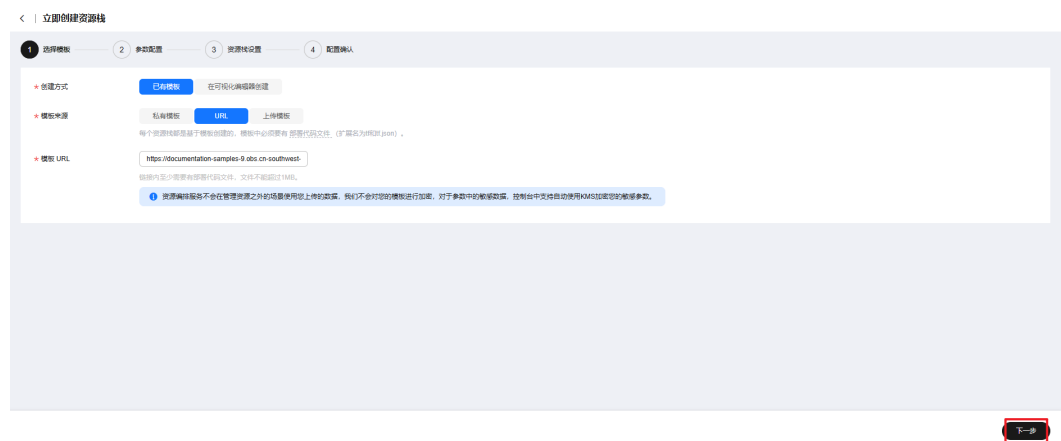 < | 立即创建资源栈
1 选择模板 2 参数配置 3 资源栈设置 4 配置确认
* 创建方式 已有模板 在可视化编辑器创建
* 模板来源 私有模板 URL 上传模板
每个资源栈都是基于模板创建的，模板中必须要有 部署代码文件 （扩展名为tf和tf.json）。
* 模板 URL https://documentation-samples-9.obs.cn-southwest-
链接内至少需要有部署代码文件，文件不能超过1MB。
资源编排服务不会在管理资源之外的场景使用您上传的数据，我们不会对您的模板进行加密，对于参数中的敏感数据，控制台中支持自动使用KMS加密您的敏感参数。
下一步